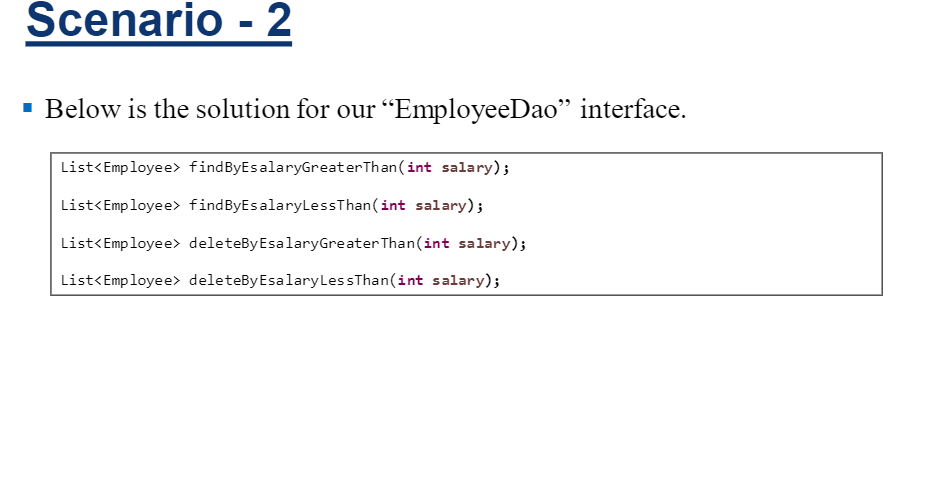 Scenario - 2
Below is the solution for our “EmployeeDao” interface.
List<Employee> findByEsalaryGreaterThan(int salary);
List<Employee> findByEsalaryLessThan(int salary);
List<Employee> deleteByEsalaryGreaterThan(int salary);
List<Employee> deleteByEsalaryLessThan(int salary);